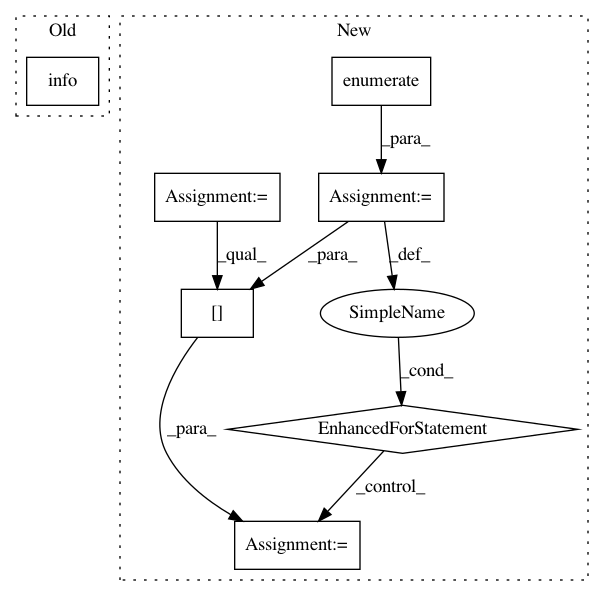 Old
New
info
enumerate
_para_
Assignment:=
Assignment:=
_qual_
_para_
_def_
[]
SimpleName
_cond_
_para_
EnhancedForStatement
_control_
Assignment:=